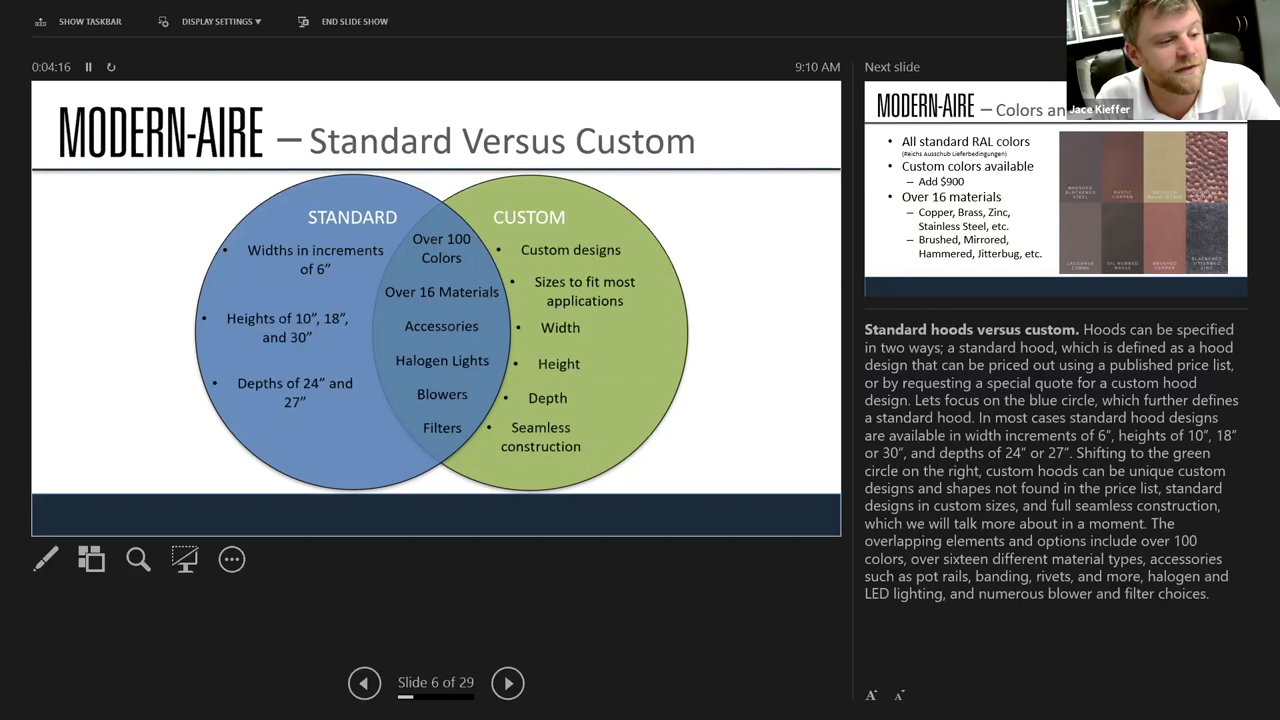 SHOW TASKBAR
DISPLAY SETTINGS ▼
END SLIDE SHOW
0:04:16
9:10 AM
MODERN-AIRE – Standard Versus Custom
STANDARD
• Widths in increments
of 6”
• Heights of 10”, 18”,
and 30”
• Depths of 24” and
27”
Over 100
Colors
Over 16 Materials
Accessories
Halogen Lights
Blowers
Filters
CUSTOM
• Custom designs
• Sizes to fit most
applications
• Width
• Height
• Depth
• Seamless
construction
Slide 6 of 29
Next slide
Jace Kieffer
MODERN-AIRE – Colors an
• All standard RAL colors
(Reichs Ausschub Lieferbedingungen)
• Custom colors available
– Add $900
• Over 16 materials
– Copper, Brass, Zinc,
Stainless Steel, etc.
– Brushed, Mirrored,
Hammered, Jitterbug, etc.
Standard hoods versus custom. Hoods can be specified
in two ways; a standard hood, which is defined as a hood
design that can be priced out using a published price list,
or by requesting a special quote for a custom hood
design. Lets focus on the blue circle, which further defines
a standard hood. In most cases standard hood designs
are available in width increments of 6”, heights of 10”, 18”
or 30”, and depths of 24” or 27”. Shifting to the green
circle on the right, custom hoods can be unique custom
designs and shapes not found in the price list, standard
designs in custom sizes, and full seamless construction,
which we will talk more about in a moment. The
overlapping elements and options include over 100
colors, over sixteen different material types, accessories
such as pot rails, banding, rivets, and more, halogen and
LED lighting, and numerous blower and filter choices.
A A